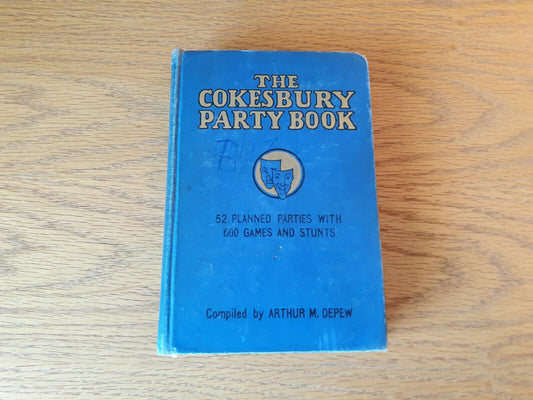 THE
COKESBURY
PARTY BOOK
52 PLANNED PARTIES WITH
600 GAMES AND STUNTS
Compiled by ARTHUR M. DEPEW